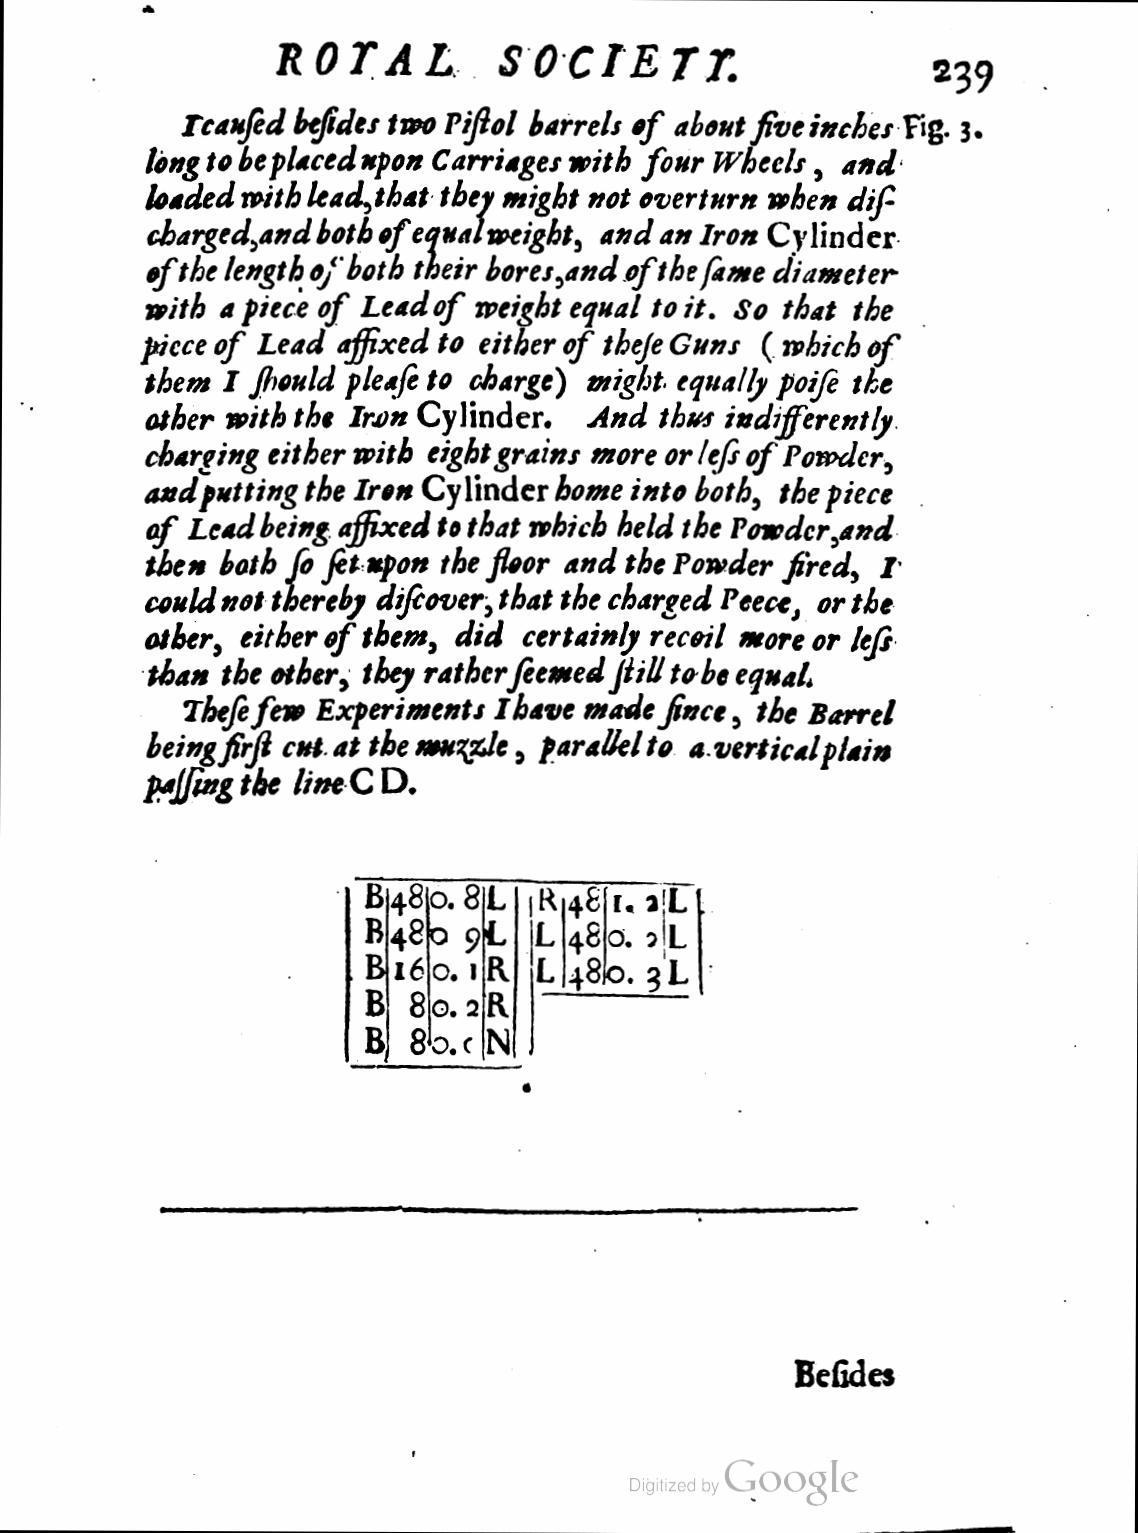 ROYAL SOCIETY. 239
I cauſed beſides two Piſtol barrels of about five inches Fig. 3.
long to be placed upon Carriages with four Wheels, and
loaded with lead, that they might not overturn when diſ-
charged, and both of equal weight, and an Iron Cylinder
of the length of both their bores, and of the ſame diameter
with a piece of Lead of weight equal to it. So that the
piece of Lead affixed to either of theſe Guns (which of
them I ſhould pleaſe to charge) might equally poiſe the
other with the Iron Cylinder. And thus indifferently
charging either with eight grains more or leſs of Powder,
and putting the Iron Cylinder home into both, the piece
of Lead being affixed to that which held the Powder, and
then both ſo ſet upon the floor and the Powder fired, I
could not thereby diſcover, that the charged Peece, or the
other, either of them, did certainly recoil more or leſs
than the other, they rather ſeemed ſtill to be equal.
Theſe few Experiments I have made ſince, the Barrel
being firſt cut at the muzzle, parallel to a vertical plain
paſſing the line C D.
B 48 0. 8 L R 48 1. 2 L
B 48 0 9 L L 48 0. 2 L
B 16 0. 1 R L 48 0. 3 L
B 8 0. 2 R
B 8 0. N
Beſides
Digitized by Google